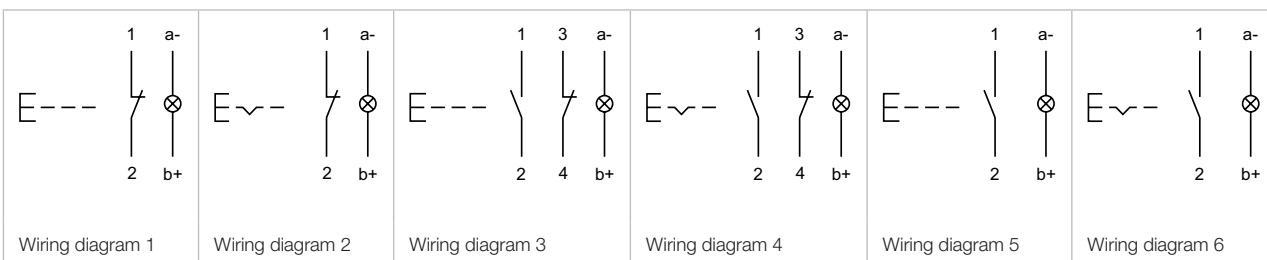 1 a-
2 b+
Wiring diagram 1
1 a-
2 b+
Wiring diagram 2
1 3 a-
2 4 b+
Wiring diagram 3
1 3 a-
2 4 b+
Wiring diagram 4
1 a-
2 b+
Wiring diagram 5
1 a-
2 b+
Wiring diagram 6